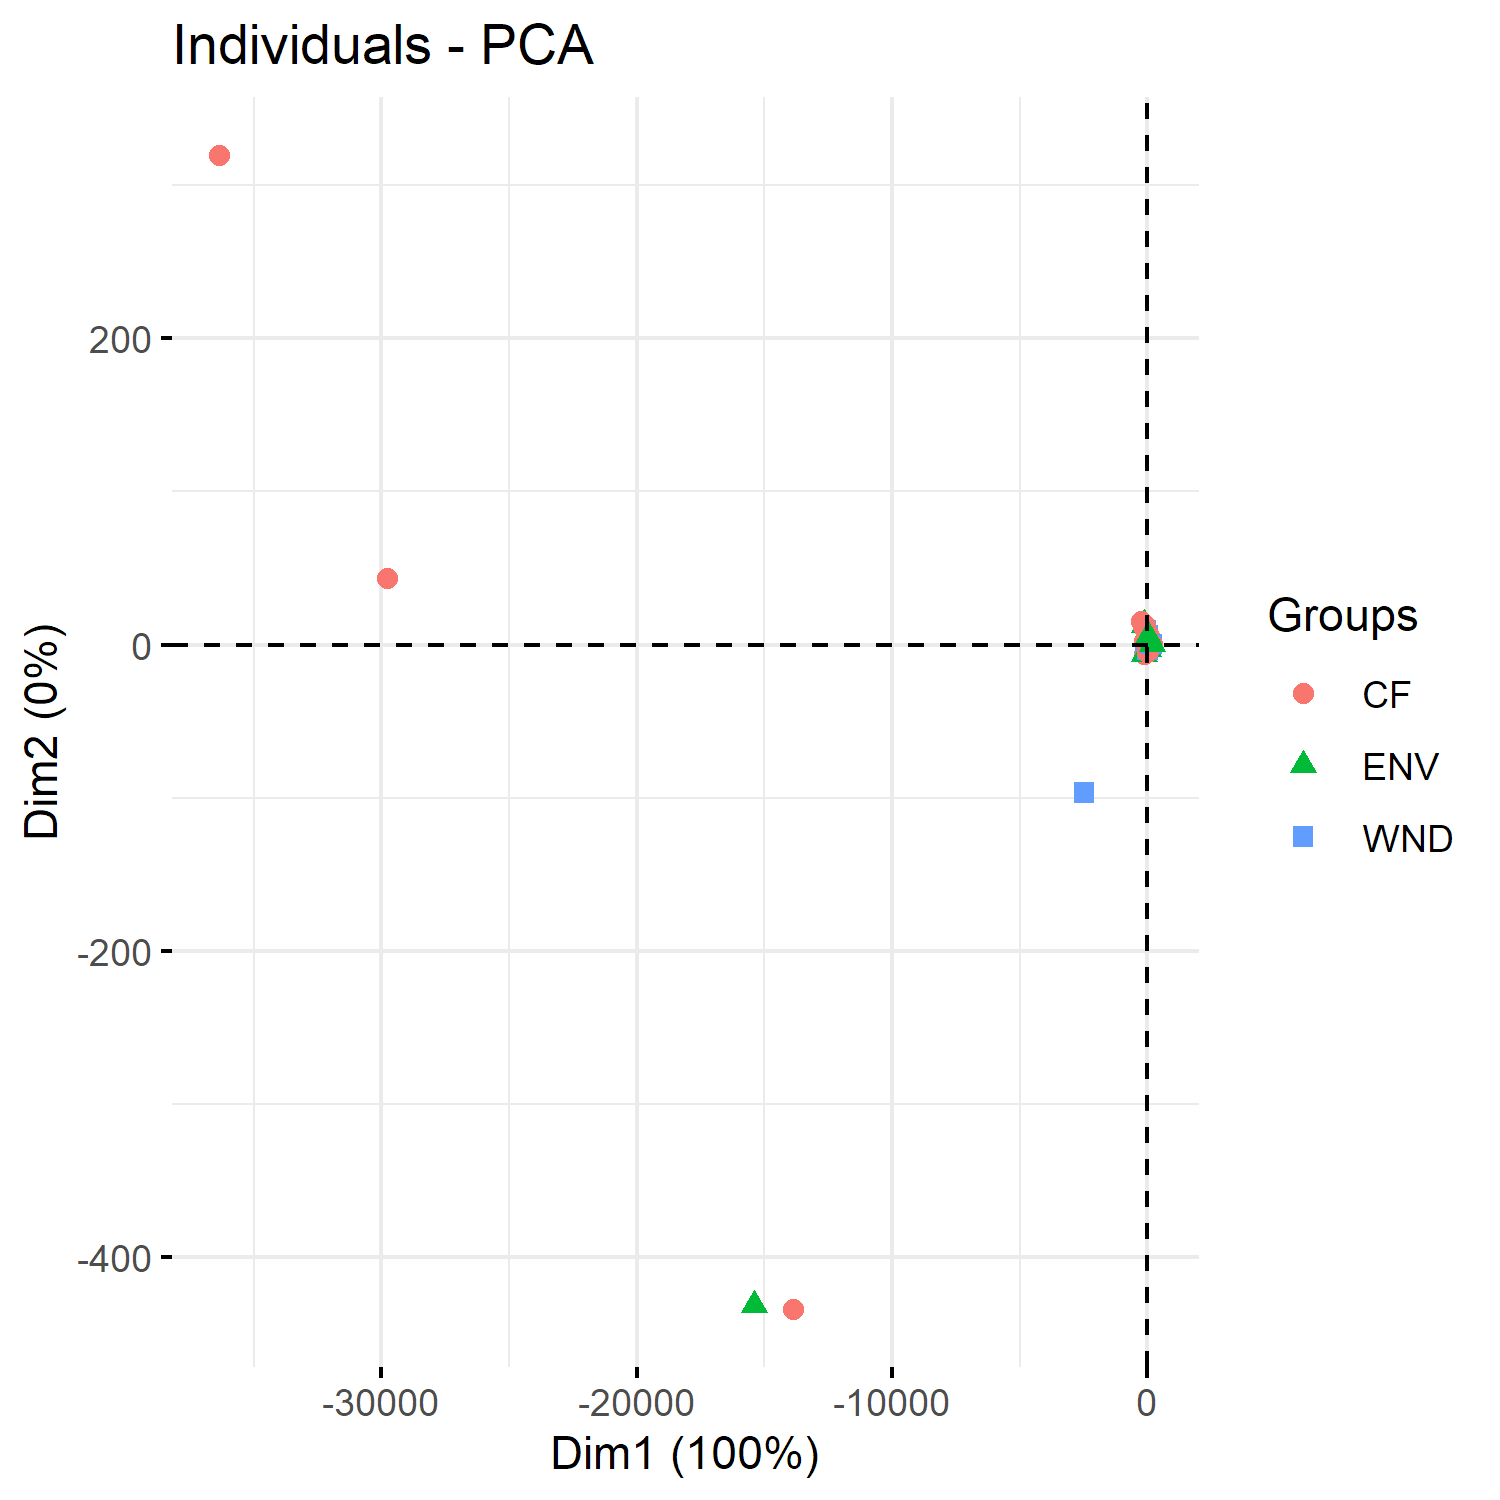 Individuals - PCA
200
0
-200
-400
Dim2 (0%)
-30000
-20000
-10000
0
Dim1 (100%)
Groups
CF
ENV
WND